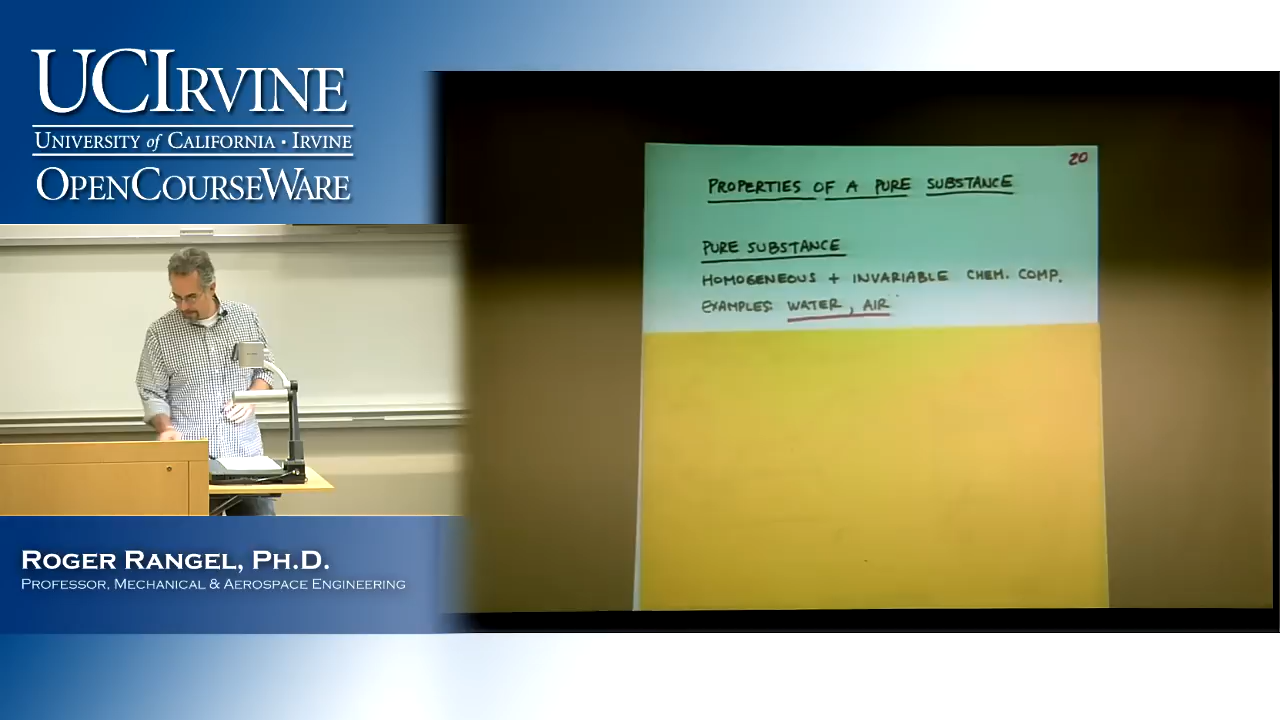 UCIRVINE
UNIVERSITY of CALIFORNIA • IRVINE
OPENCOURSEWARE
20
PROPERTIES OF A PURE SUBSTANCE
PURE SUBSTANCE
HOMOGENEOUS + INVARIABLE CHEM. COMP.
EXAMPLES: WATER, AIR
ROGER RANGEL, PH.D.
PROFESSOR, MECHANICAL & AEROSPACE ENGINEERING